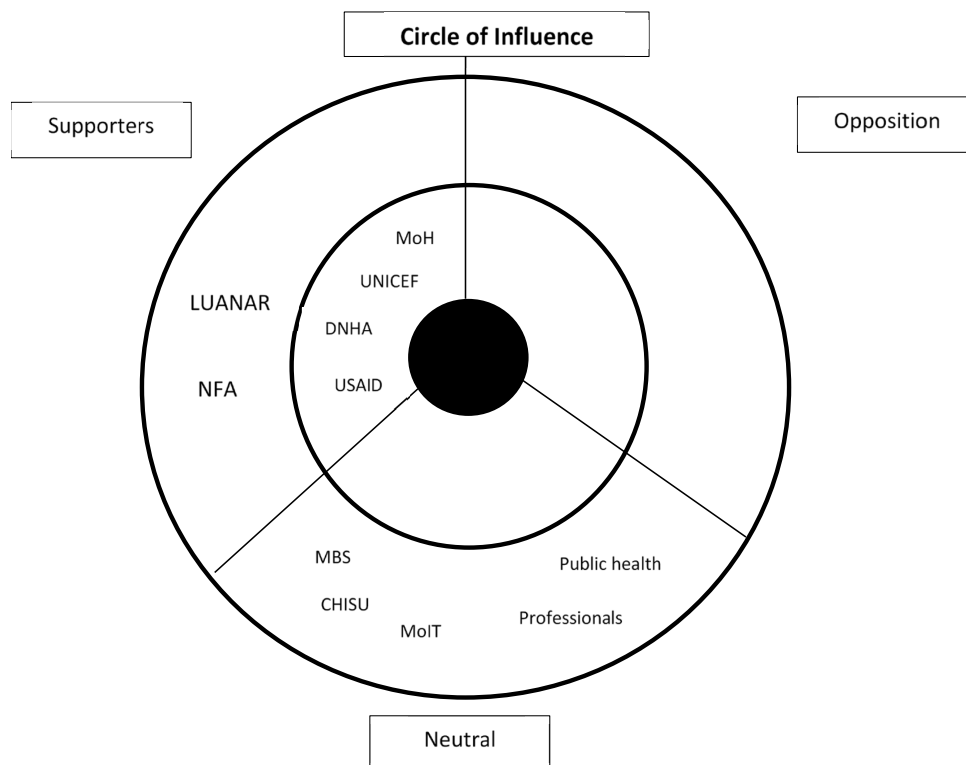 Circle of Influence
Supporters
Opposition
MoH
UNICEF
LUANAR
DNHA
USAID
NFA
MBS
Public health
CHISU
Professionals
MoIT
Neutral